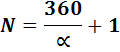 N = 360/∝ + 1